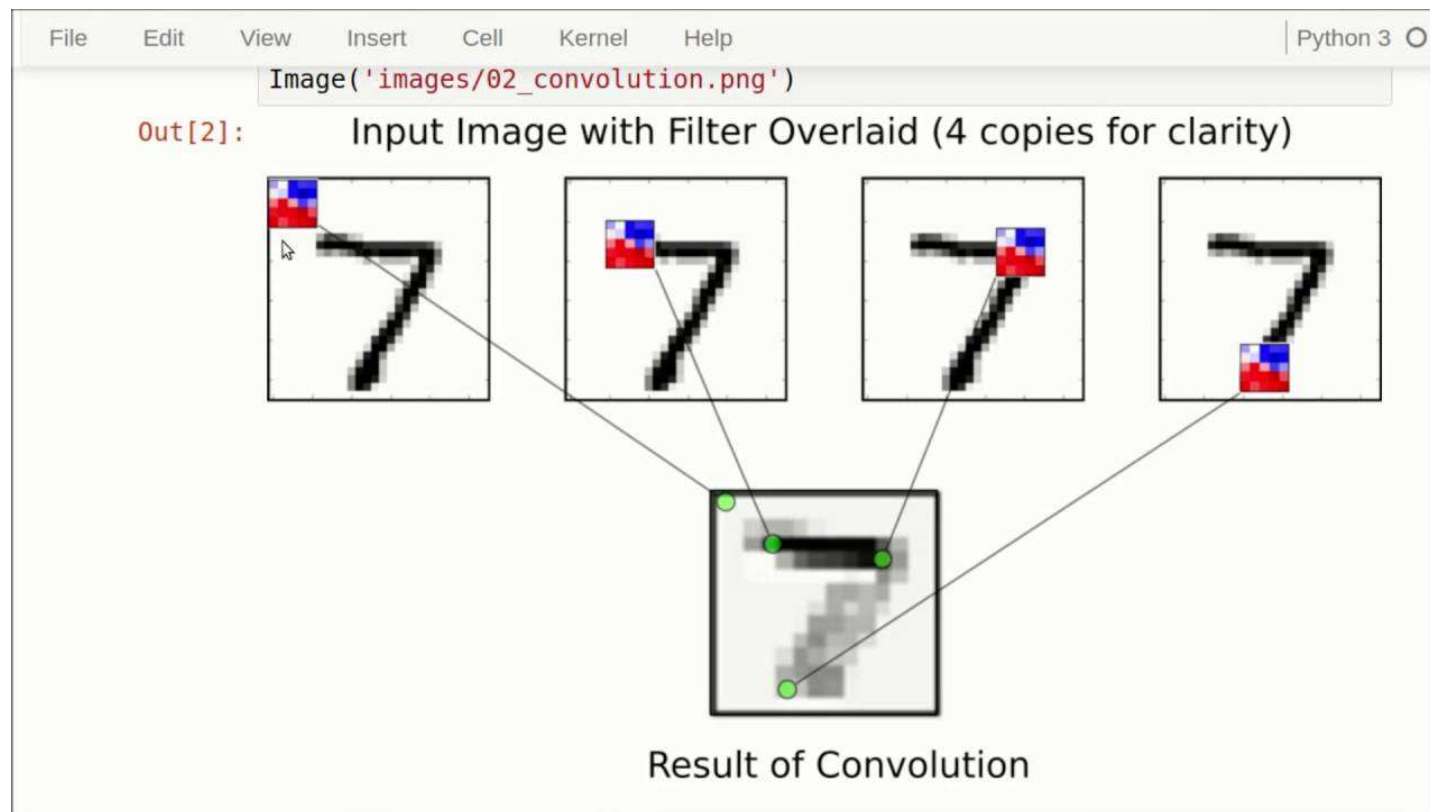 File Edit View Insert Cell Kernel Help Python 3
Image('images/02_convolution.png')
Out[2]:
Input Image with Filter Overlaid (4 copies for clarity)
Result of Convolution